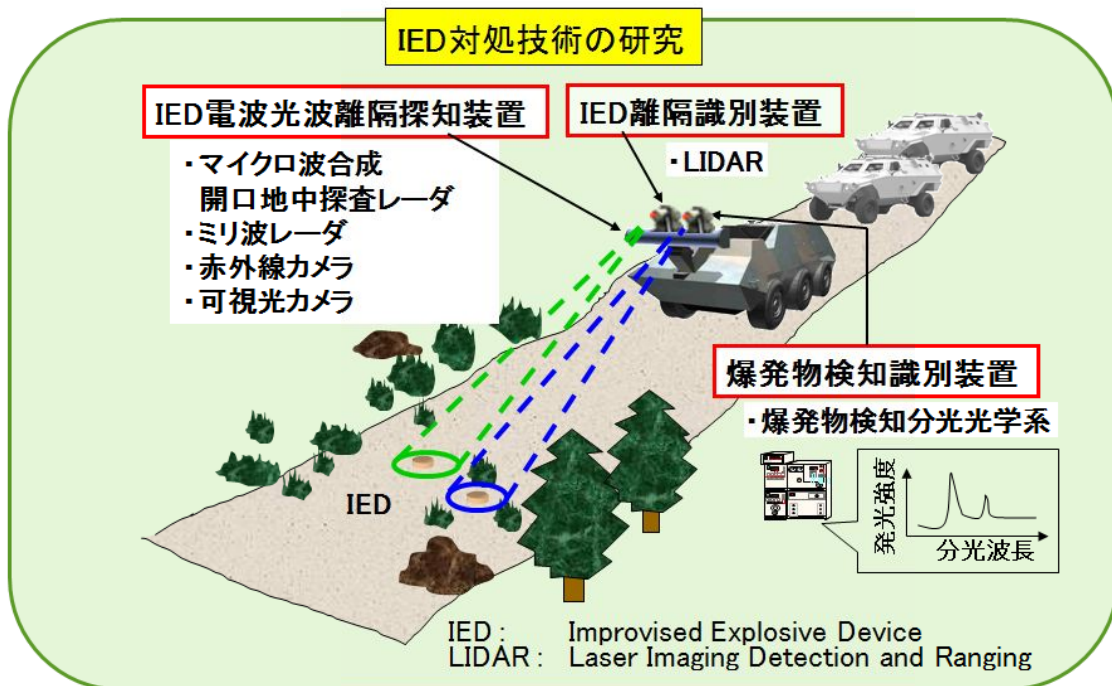 IED対処技術の研究
IED電波光波離隔探知装置
・マイクロ波合成
開口地中探査レーダ
・ミリ波レーダ
・赤外線カメラ
・可視光カメラ
IED離隔識別装置
・LIDAR
爆発物検知識別装置
・爆発物検知分光光学系
発光強度
分光波長
IED
IED : Improvised Explosive Device
LIDAR : Laser Imaging Detection and Ranging